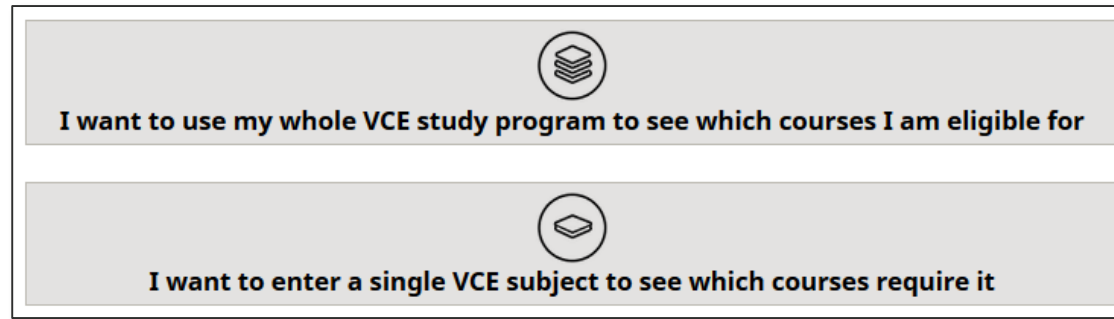 I want to use my whole VCE study program to see which courses I am eligible for
I want to enter a single VCE subject to see which courses require it